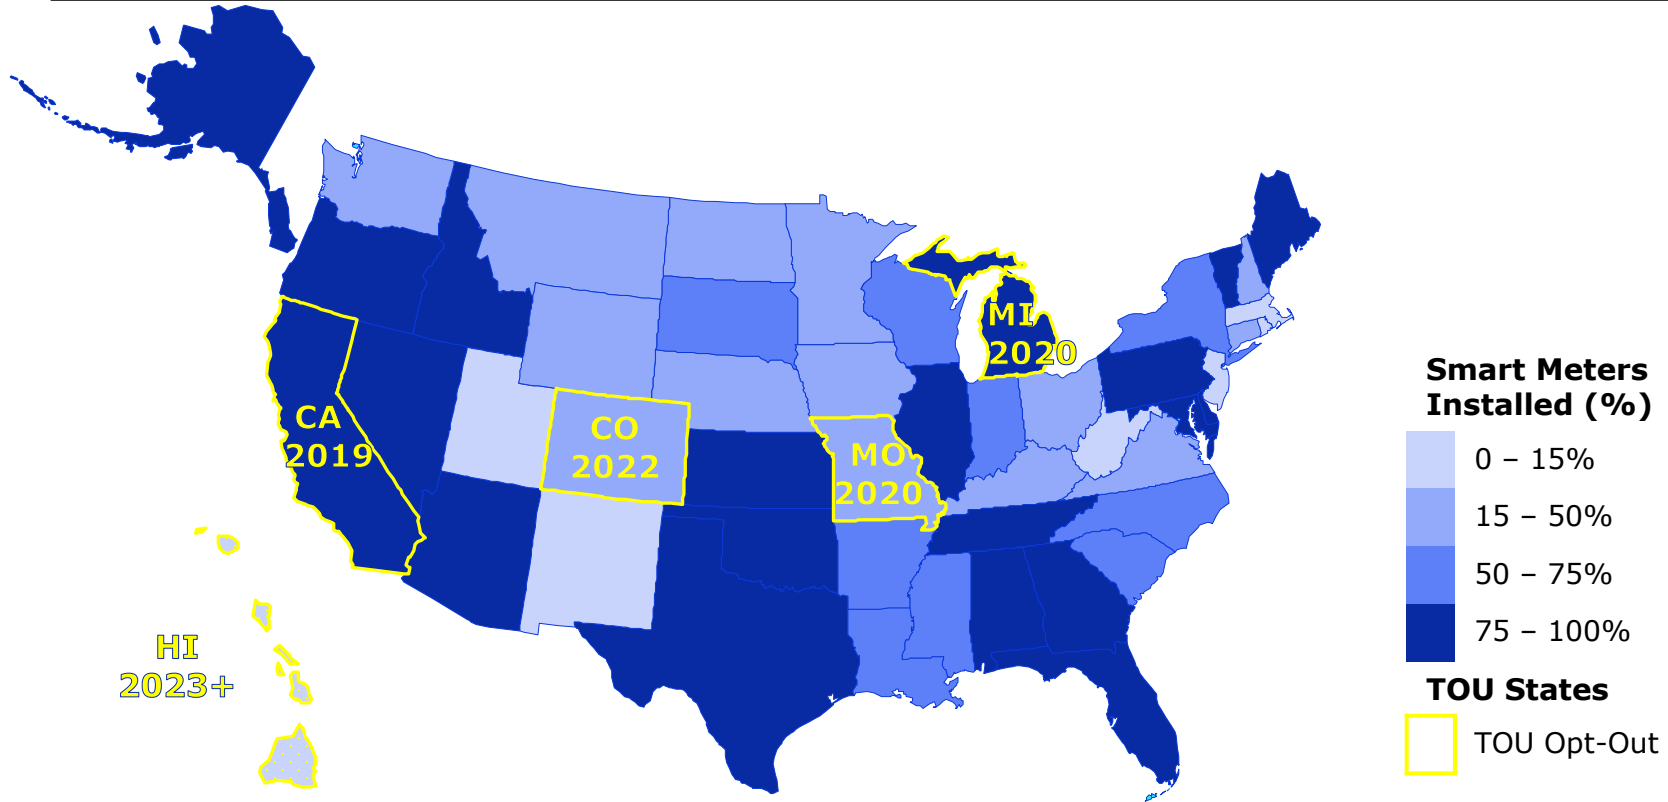 MI
2020
CA
2019
CO
2022
MO
2020
HI
2023+
Smart Meters
Installed (%)
0 – 15%
15 – 50%
50 – 75%
75 – 100%
TOU States
TOU Opt-Out